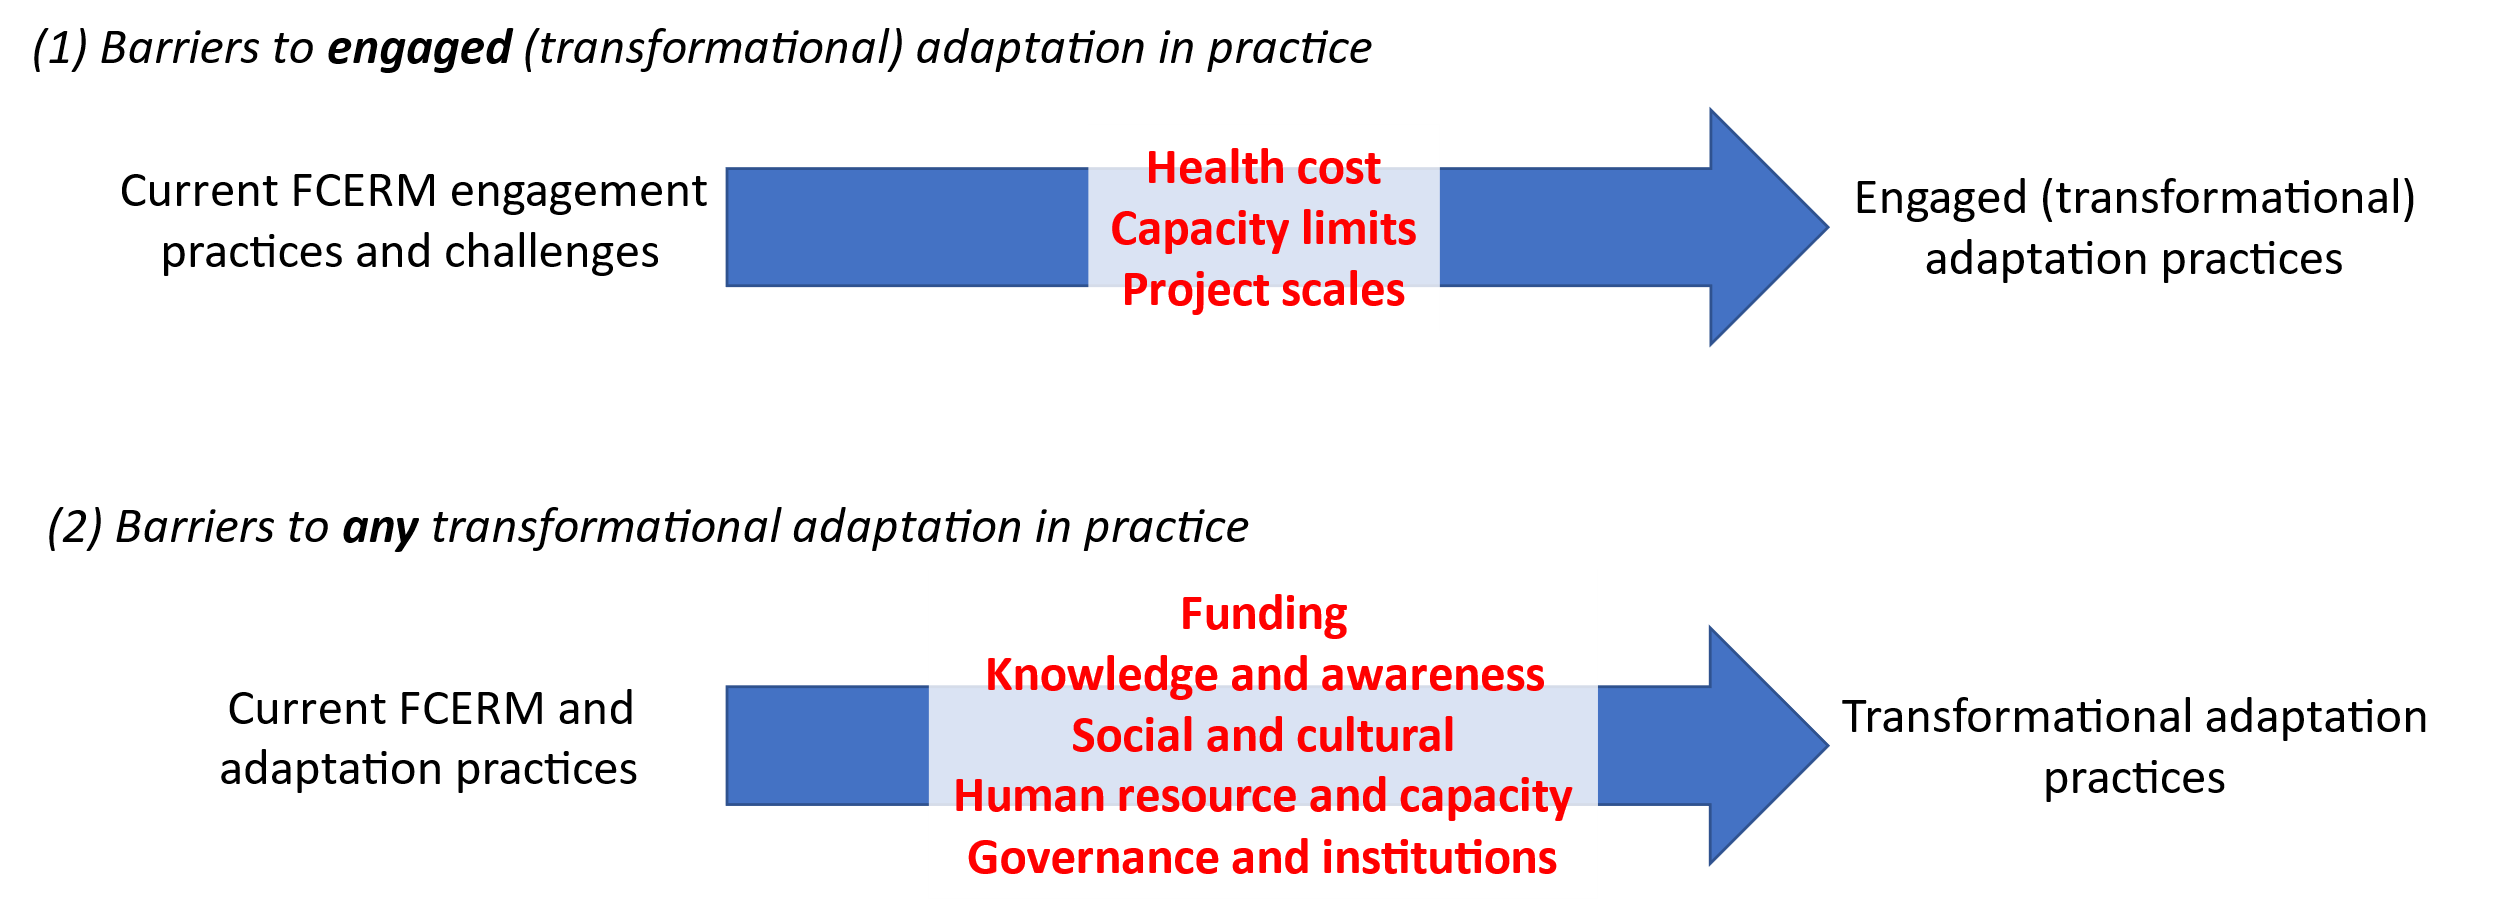 (1) Barriers to engaged (transformational) adaptation in practice
Current FCERM engagement
practices and challenges
Health cost
Capacity limits
Project scales
Engaged (transformational)
adaptation practices
(2) Barriers to any transformational adaptation in practice
Current FCERM and
adaptation practices
Funding
Knowledge and awareness
Social and cultural
Human resource and capacity
Governance and institutions
Transformational adaptation
practices